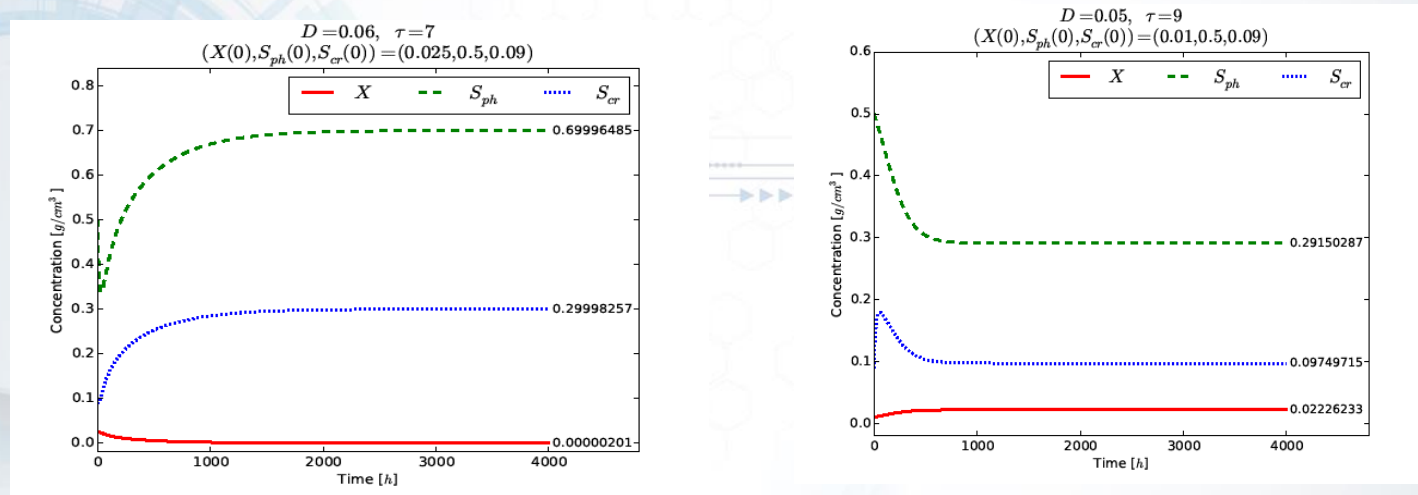 D=0.06, τ=7
(X(0),S_ph(0),S_cr(0))=(0.025,0.5,0.09)
X S_ph S_cr
0.8
0.7
0.6
0.5
0.4
0.3
0.2
0.1
0.0
Concentration [g/cm³]
0.69996485
0.29998257
0.00000201
0 1000 2000 3000 4000
Time [h]
D=0.05, τ=9
(X(0),S_ph(0),S_cr(0))=(0.01,0.5,0.09)
X S_ph S_cr
0.6
0.5
0.4
0.3
0.2
0.1
0.0
Concentration [g/cm³]
0.29150287
0.09749715
0.02226233
0 1000 2000 3000 4000
Time [h]